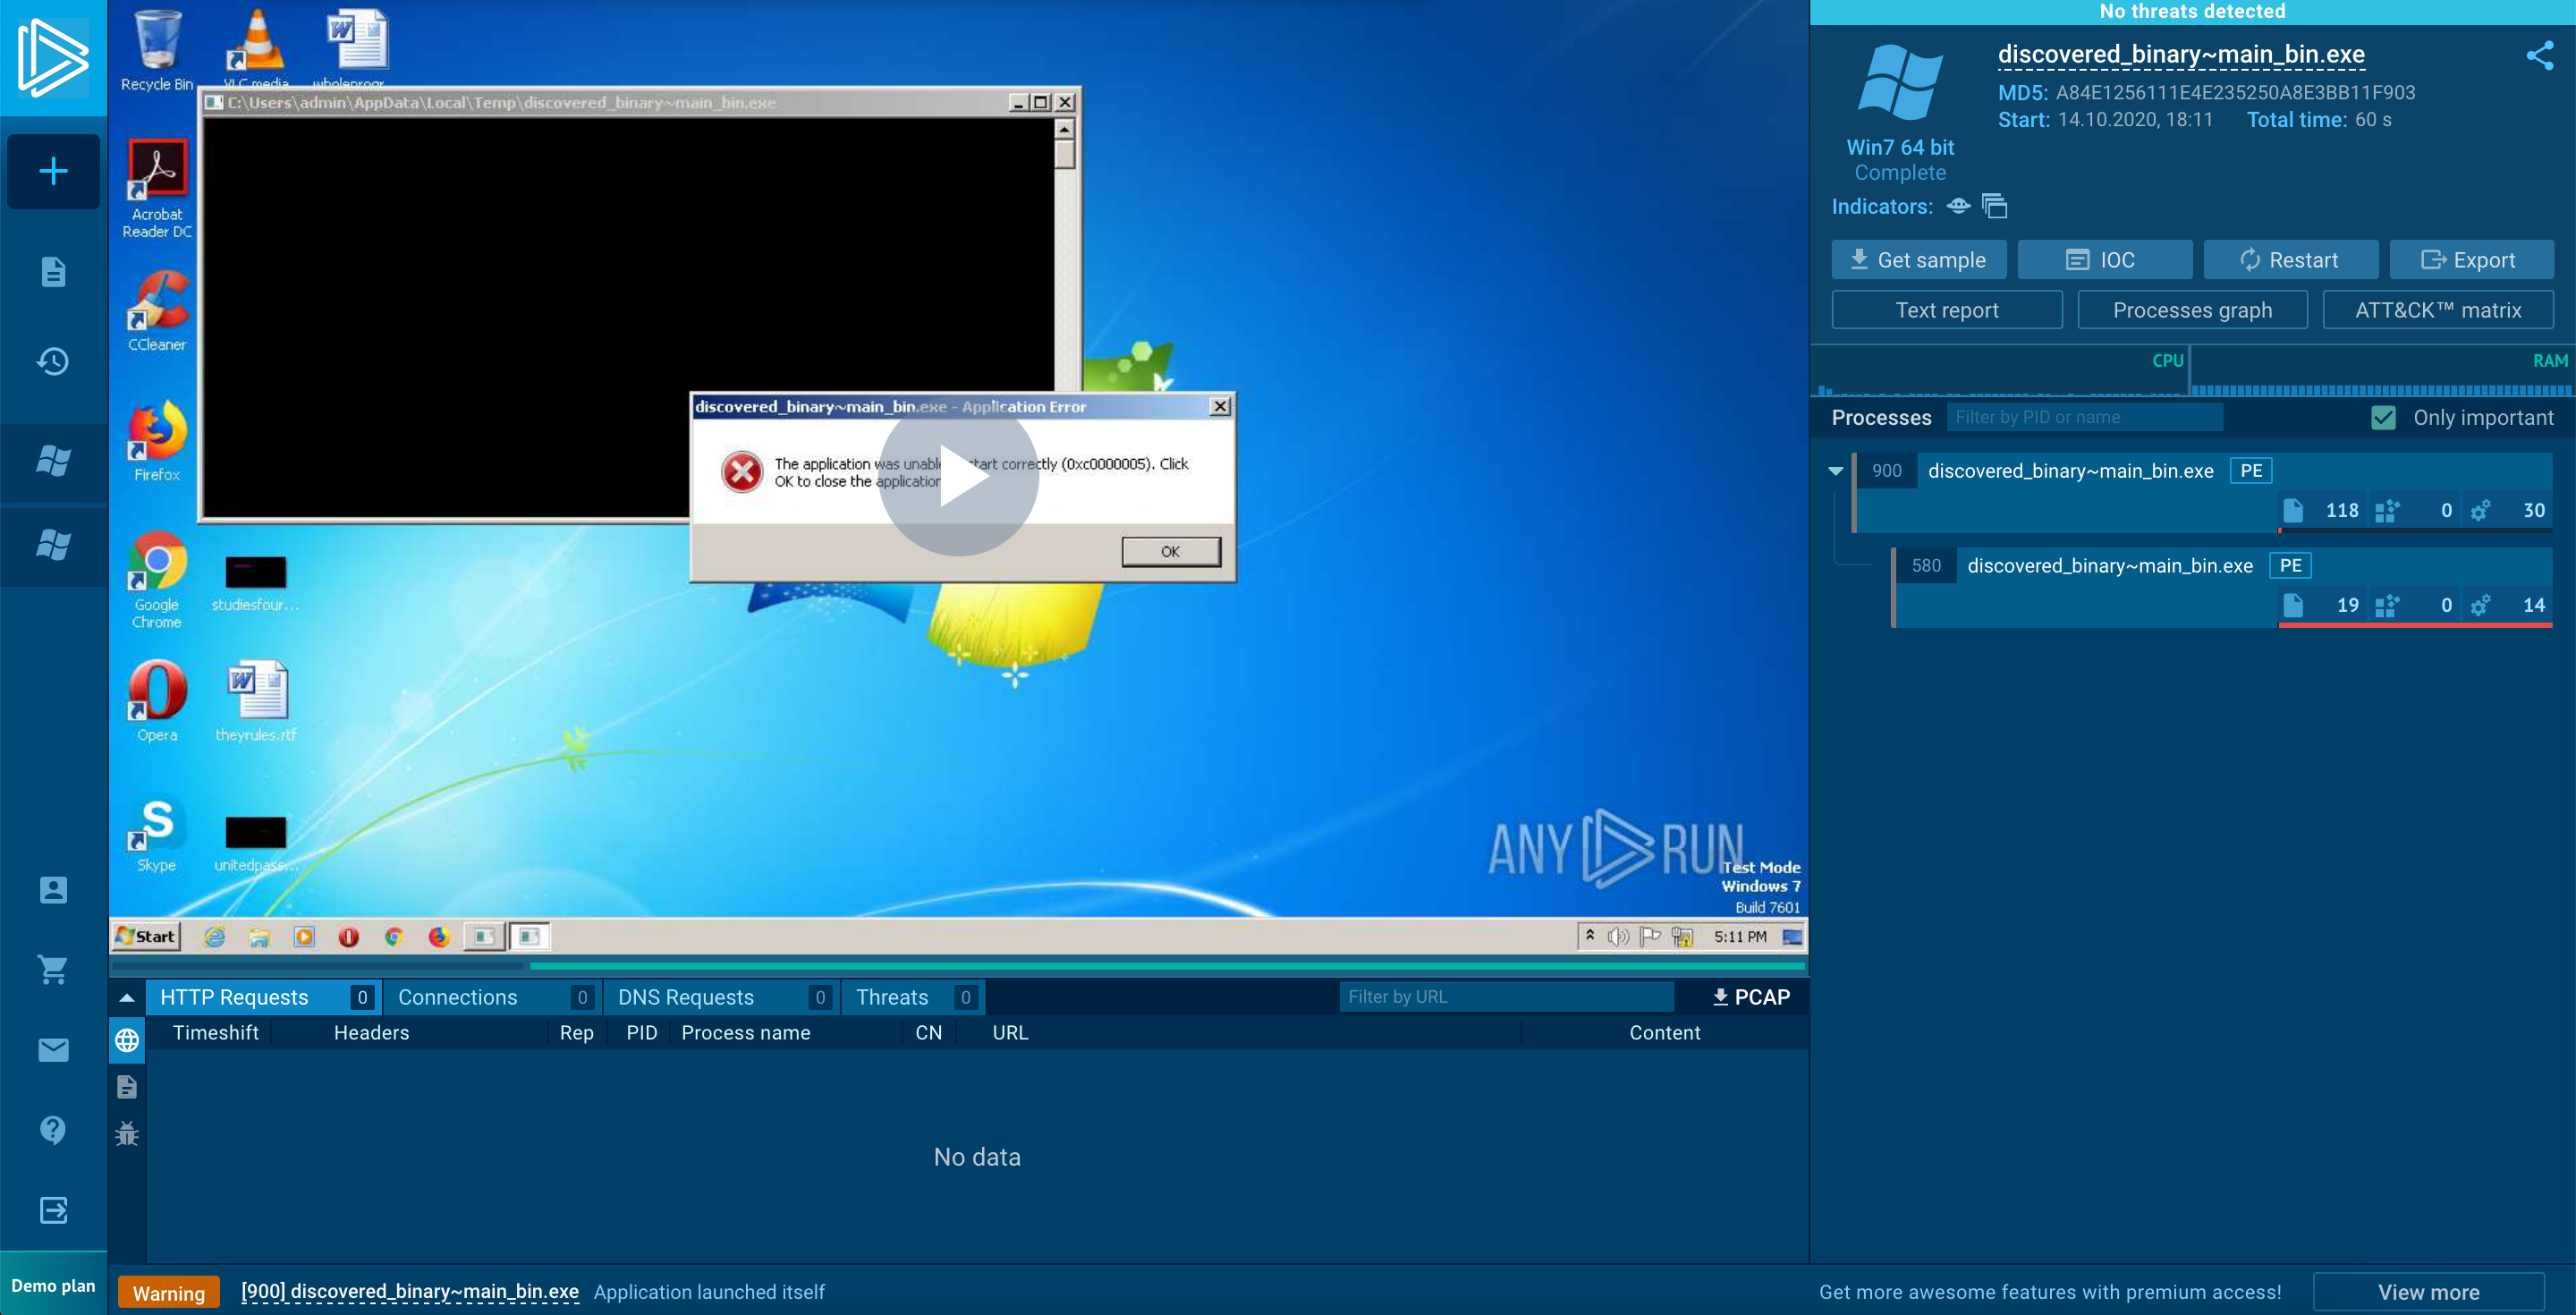 No threats detected
discovered_binary~main_bin.exe
MD5: A84E1256111E4E235250A8E3BB11F903
Start: 14.10.2020, 18:11 Total time: 60 s
Win7 64 bit
Complete
Indicators:
Get sample IOC Restart Export
Text report Processes graph ATT&CK™ matrix
CPU RAM
Processes Filter by PID or name Only important
900 discovered_binary~main_bin.exe PE
118 0 30
580 discovered_binary~main_bin.exe PE
19 0 14
Recycle Bin VLC media wholeprogr...
C:\Users\admin\AppData\Local\Temp\discovered_binary~main_bin.exe
Acrobat
Reader DC
CCleaner
Firefox
discovered_binary~main_bin.exe - Application Error
The application was unable start correctly (0xc0000005). Click
OK to close the application
OK
Google
Chrome
studiesfour...
Opera
theyrules.rtf
Skype
unitedpass...
ANY RUN
Test Mode
Windows 7
Build 7601
Start
5:11 PM
HTTP Requests 0 Connections 0 DNS Requests 0 Threats 0 Filter by URL PCAP
Timeshift Headers Rep PID Process name CN URL Content
No data
Demo plan
Warning [900] discovered_binary~main_bin.exe Application launched itself
Get more awesome features with premium access! View more